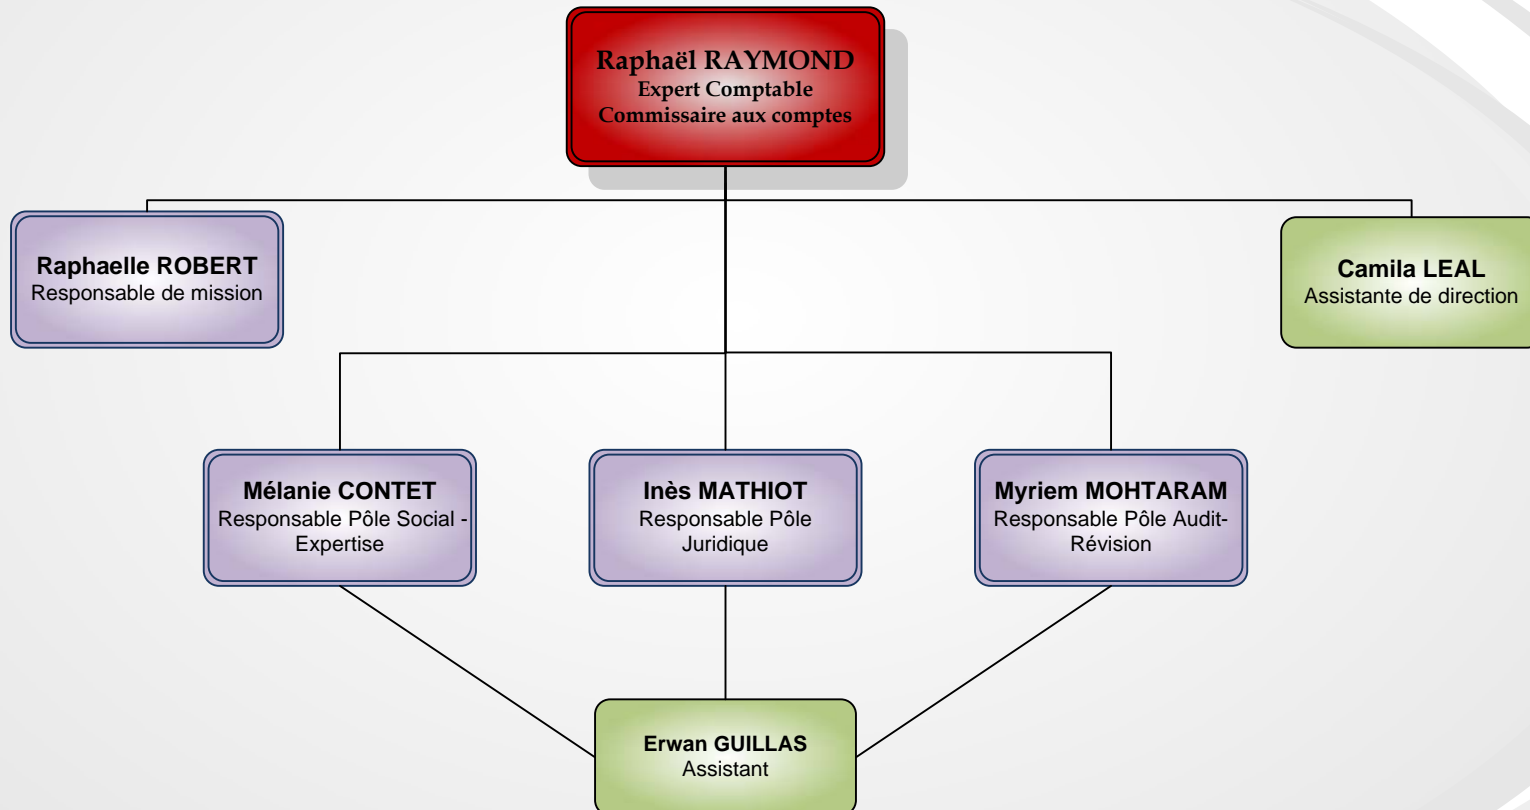 Raphaël RAYMOND
Expert Comptable
Commissaire aux comptes
Raphaelle ROBERT
Responsable de mission
Camila LEAL
Assistante de direction
Mélanie CONTET
Responsable Pôle Social -
Expertise
Inès MATHIOT
Responsable Pôle
Juridique
Myriem MOHTARAM
Responsable Pôle Audit-
Révision
Erwan GUILLAS
Assistant